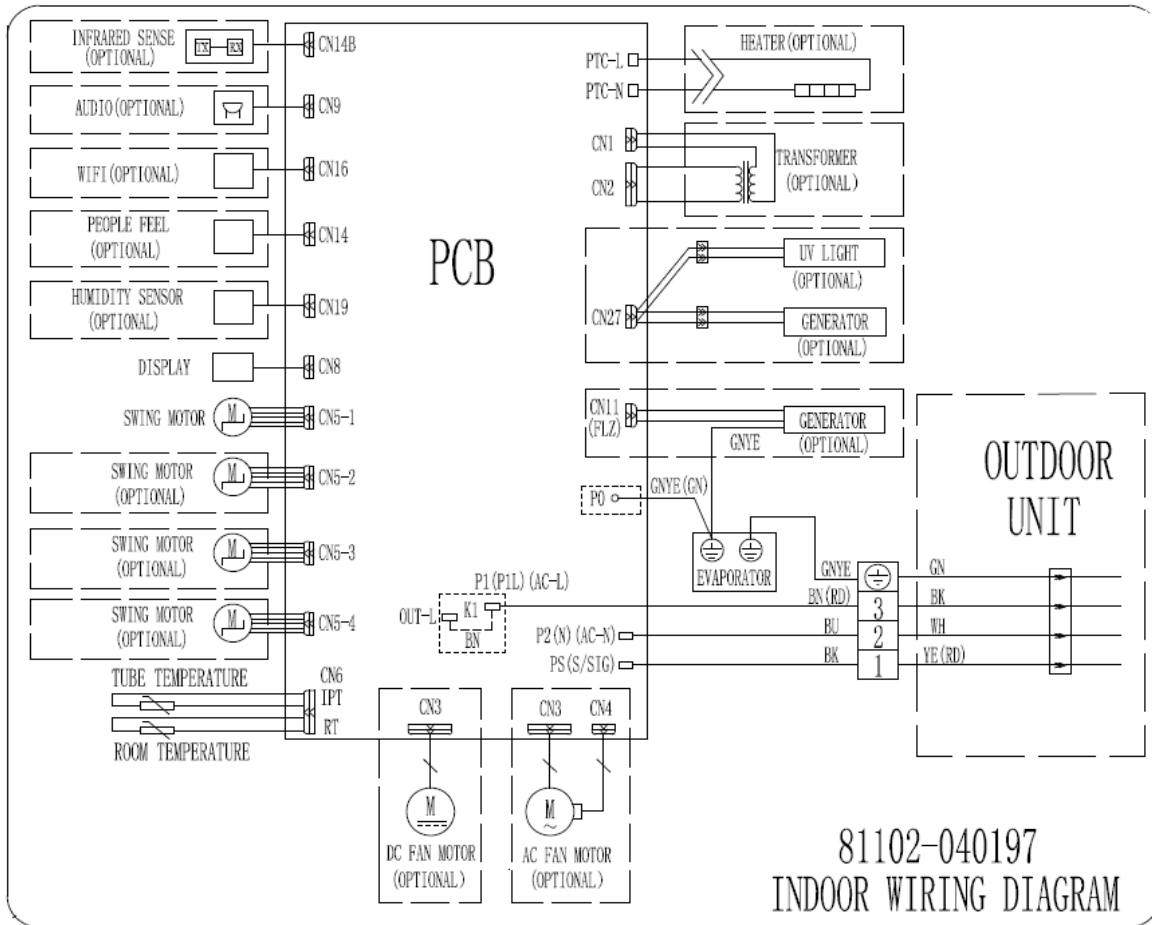 INFRARED SENSE
(OPTIONAL)
TX
RX
CN14B
AUDIO(OPTIONAL)
CN9
WIFI(OPTIONAL)
CN16
PEOPLE FEEL
(OPTIONAL)
CN14
HUMIDITY SENSOR
(OPTIONAL)
CN19
DISPLAY
CN8
SWING MOTOR
M
CN5-1
SWING MOTOR
(OPTIONAL)
M
CN5-2
SWING MOTOR
(OPTIONAL)
M
CN5-3
SWING MOTOR
(OPTIONAL)
M
CN5-4
TUBE TEMPERATURE
CN6
IPT
RT
ROOM TEMPERATURE
PCB
HEATER(OPTIONAL)
PTC-L
PTC-N
CN1
CN2
TRANSFORMER
(OPTIONAL)
UV LIGHT
(OPTIONAL)
CN27
GENERATOR
(OPTIONAL)
CN11
(FLZ)
GENERATOR
(OPTIONAL)
GNYE
P0
GNYE(GN)
EVAPORATOR
P1(P1L)(AC-L)
OUT-L
K1
BN
P2(N)(AC-N)
PS(S/SIG)
GNYE
BN(RD)
BU
BK
3
2
1
GN
BK
WH
YE(RD)
OUTDOOR
UNIT
CN3
M
DC FAN MOTOR
(OPTIONAL)
CN3
CN4
M
~
AC FAN MOTOR
(OPTIONAL)
81102-040197
INDOOR WIRING DIAGRAM